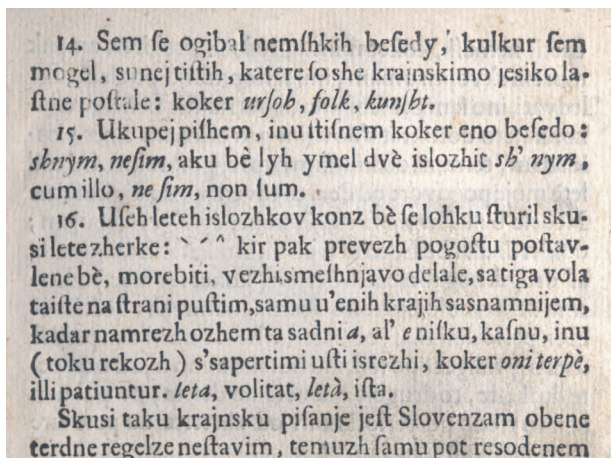 14. Sem ſe ogibal nemſhkih beſedy, kulkur ſem
mogel, sunej tiſtih, katere ſo she krajnskimo jesiko la-
ſtne poſtale: koker urſoh, folk, kunſht.
15. Ukupej piſhem, inu ſtiſnem koker eno beſedo:
shnym, neſim, aku bè lyh ymel dvè islozhit sh' nym,
cum illo, ne ſim, non ſum.
16. Uſeh leteh islozhkov konz bè ſe lohku ſturil sku-
si lete zherke: ` ´ ^ kir pak prevezh pogoſtu poſtav-
lene bè, morebiti, vezhismeſhnjavo delale, sa tiga vola
taiſte na ſtrani puſtim, samu u'enih krajih sasnamnijem,
kadar namrezh ozhem ta sadni a, al' e niſku, kaſnu, inu
(toku rekozh) s'sapertimi uſti isrezhi, koker oni terpè,
illi patiuntur. leta, volitat, letà, iſta.
Skusi taku krajnsku piſanje jeſt Slovenzam obene
terdne regelze neſtavim, temuzh ſamu pot resodenem